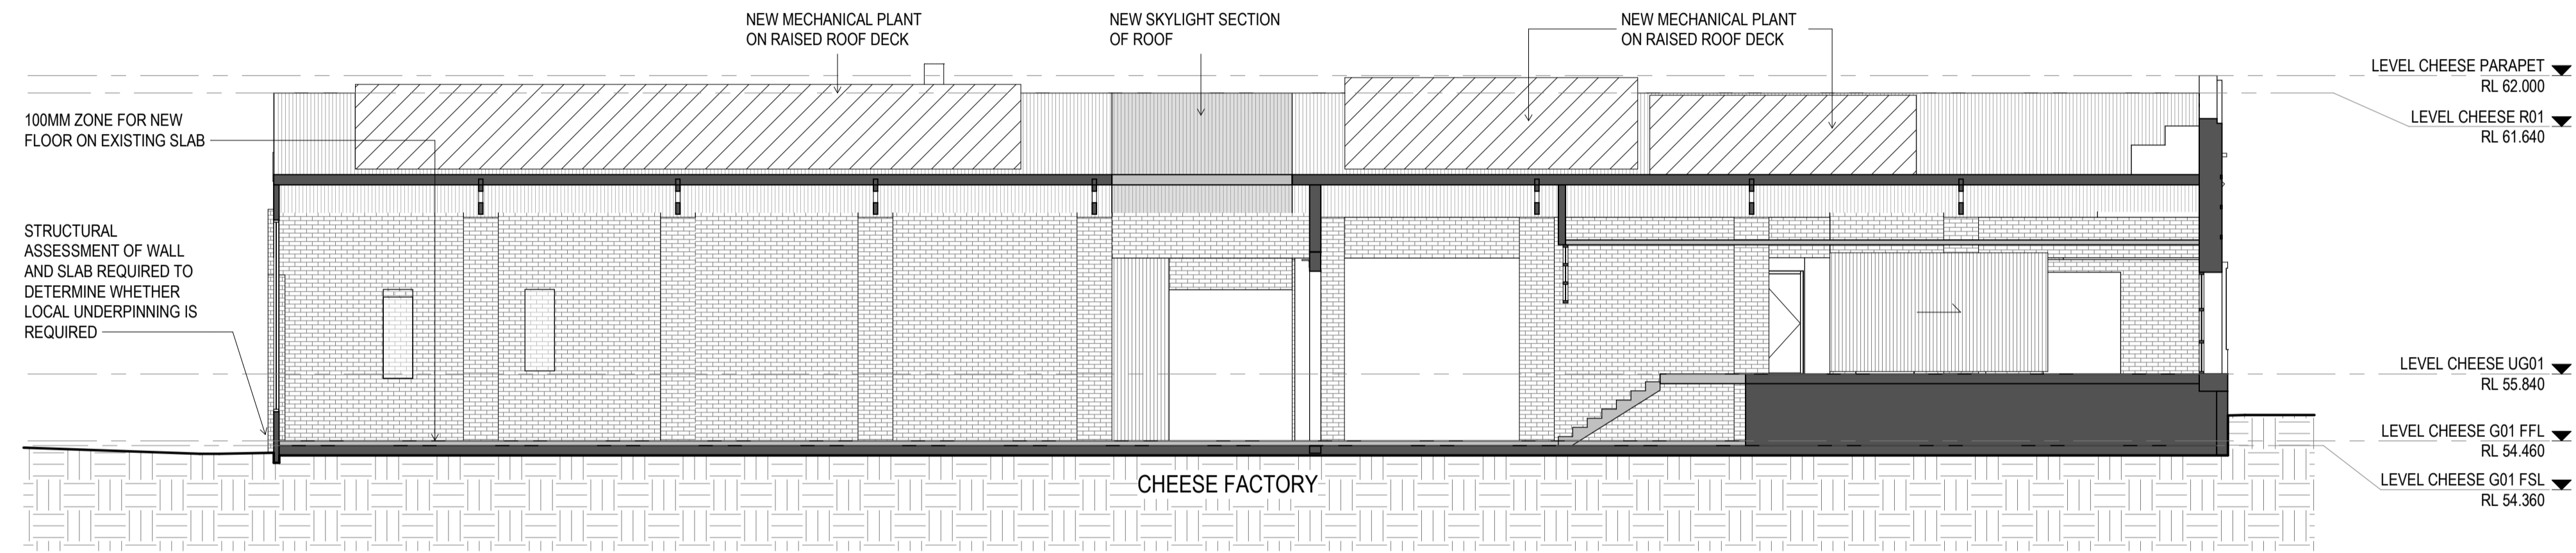 NEW MECHANICAL PLANT
ON RAISED ROOF DECK
NEW SKYLIGHT SECTION
OF ROOF
NEW MECHANICAL PLANT
ON RAISED ROOF DECK
LEVEL CHEESE PARAPET
RL 62.000
LEVEL CHEESE R01
RL 61.640
100MM ZONE FOR NEW
FLOOR ON EXISTING SLAB
STRUCTURAL
ASSESSMENT OF WALL
AND SLAB REQUIRED TO
DETERMINE WHETHER
LOCAL UNDERPINNING IS
REQUIRED
LEVEL CHEESE UG01
RL 55.840
LEVEL CHEESE G01 FFL
RL 54.460
LEVEL CHEESE G01 FSL
RL 54.360
CHEESE FACTORY